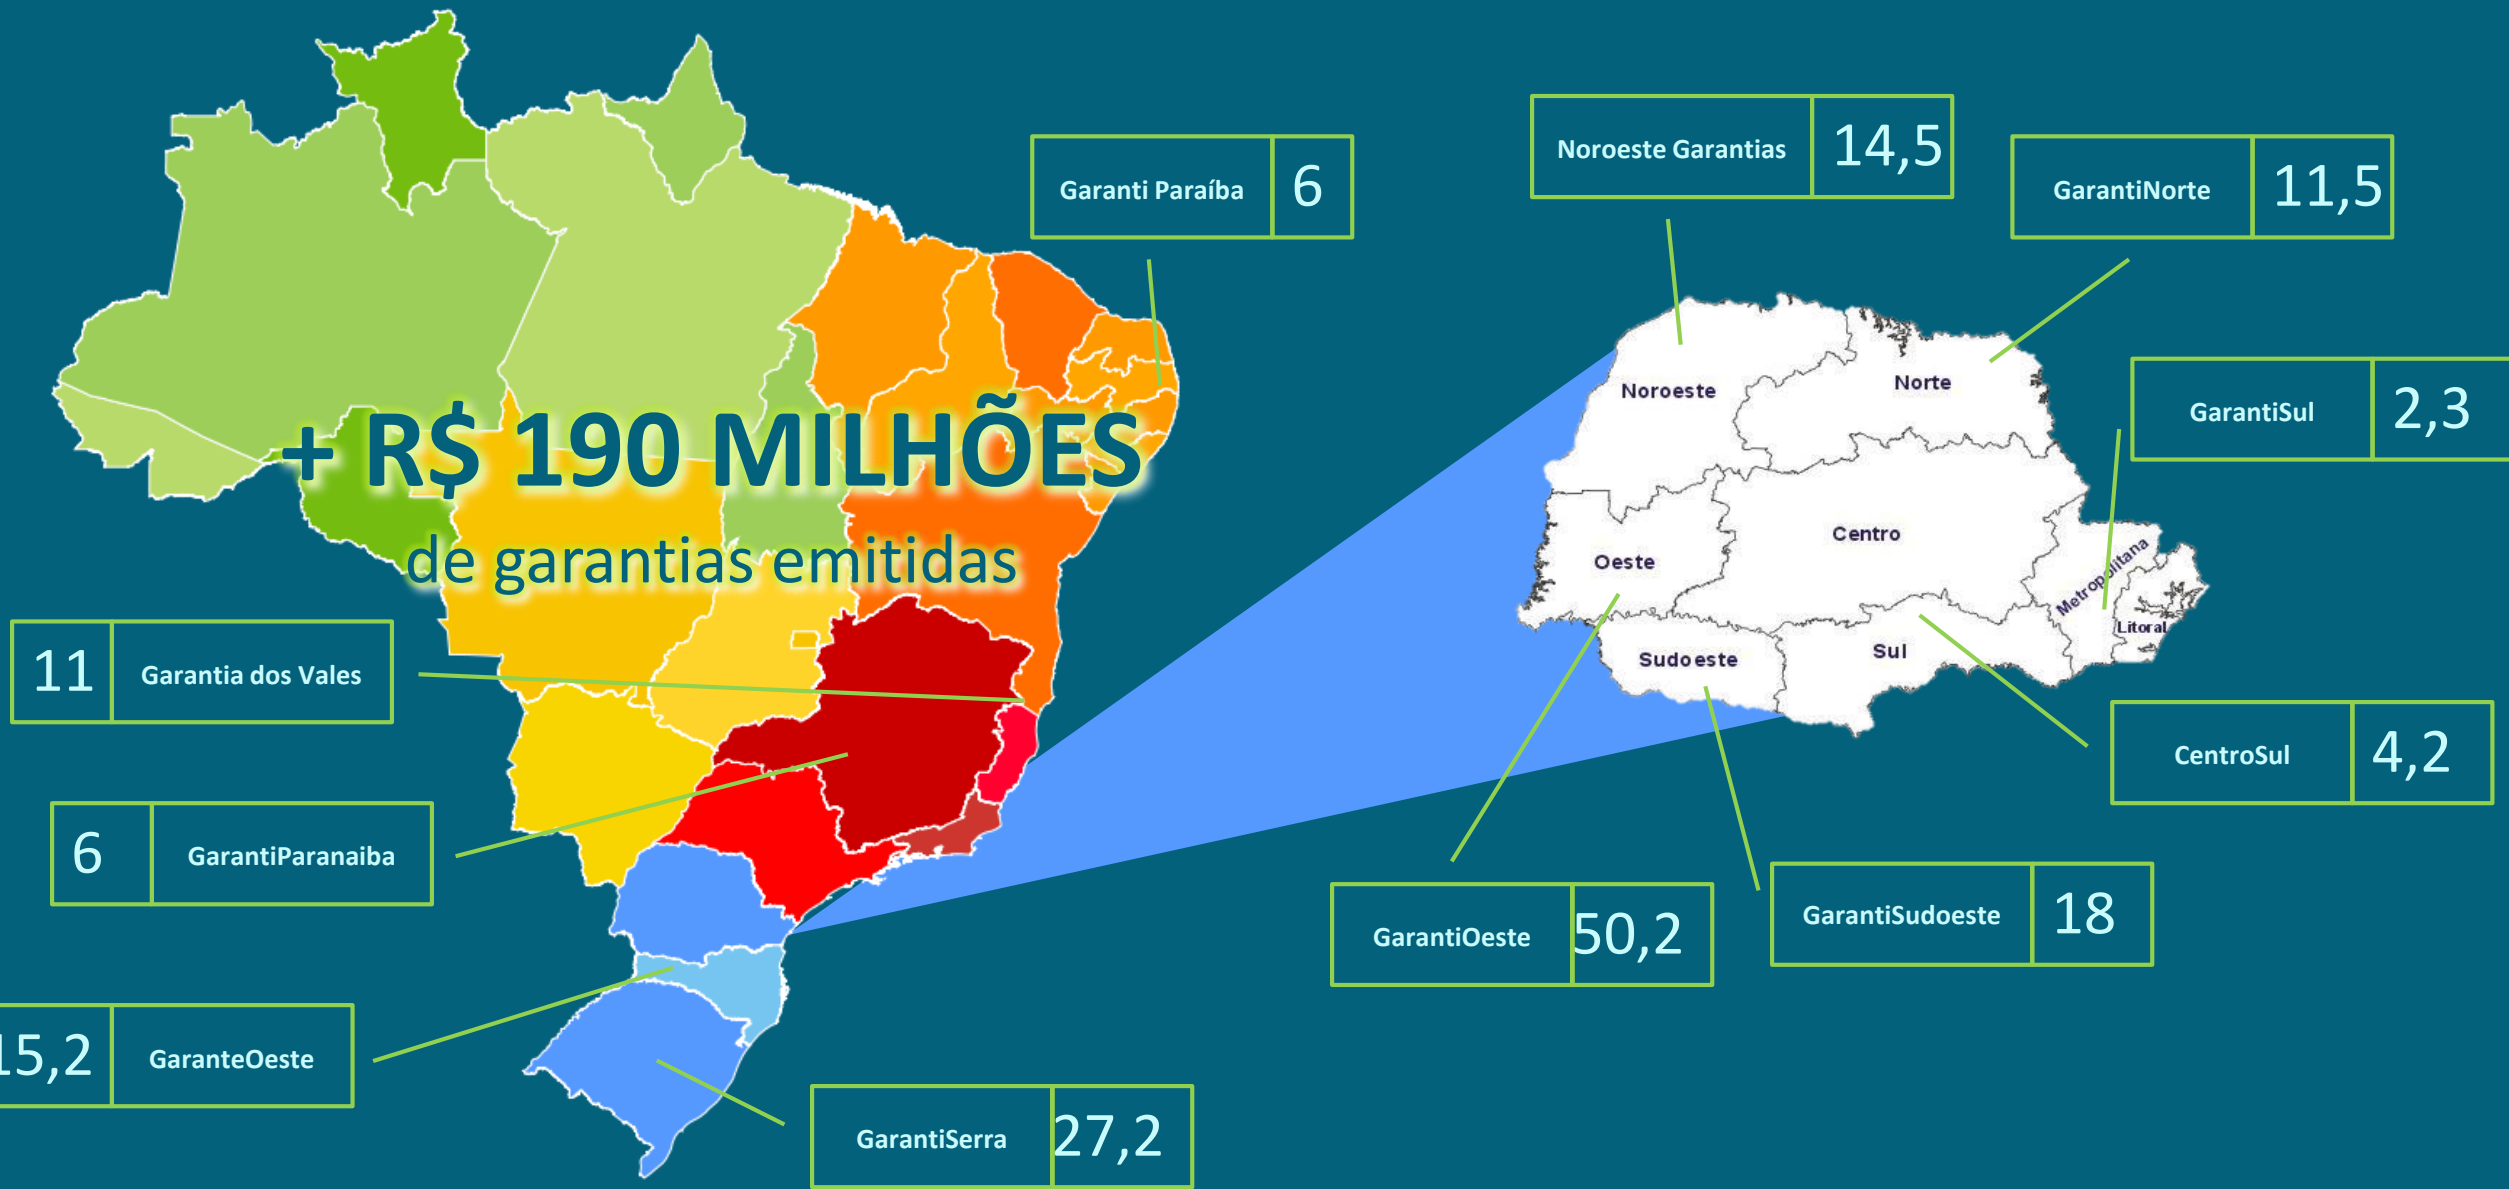 Noroeste Garantias 14,5
Garanti Paraíba 6
GarantiNorte 11,5
GarantiSul 2,3
+ R$ 190 MILHÕES
de garantias emitidas
Noroeste
Norte
Centro
Oeste
Metropolitana
Litoral
Sul
Sudoeste
11 Garantia dos Vales
CentroSul 4,2
6 GarantiParanaiba
GarantiOeste 50,2
GarantiSudoeste 18
15,2 GaranteOeste
GarantiSerra 27,2